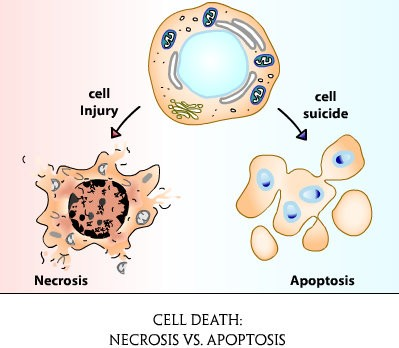 cell
Injury
cell
suicide
Necrosis
Apoptosis
CELL DEATH:
NECROSIS VS. APOPTOSIS